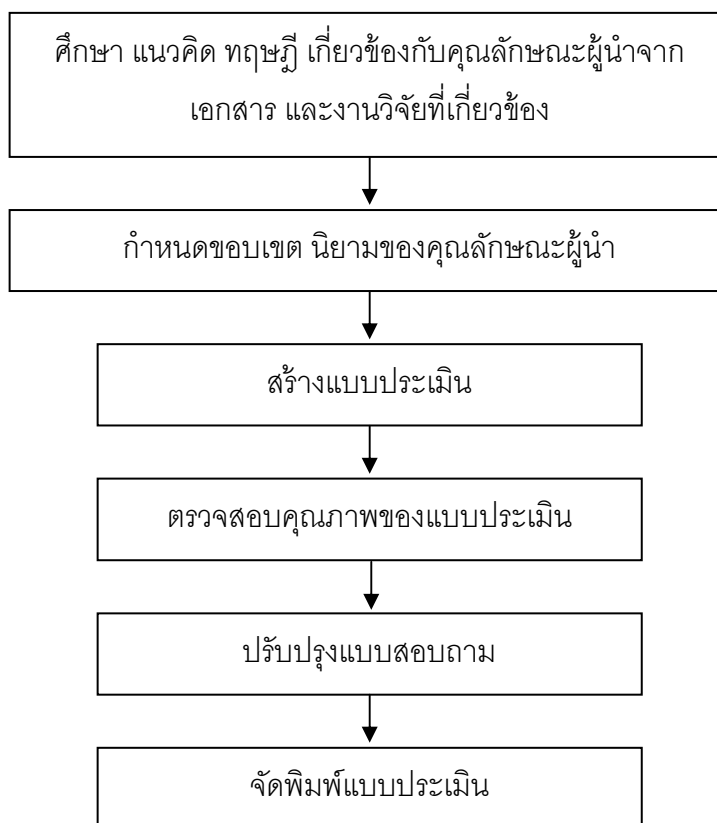 ศึกษา แนวคิด ทฤษฎี เกี่ยวข้องกับคุณลักษณะผู้นำจาก
เอกสาร และงานวิจัยที่เกี่ยวข้อง
กำหนดขอบเขต นิยามของคุณลักษณะผู้นำ
สร้างแบบประเมิน
ตรวจสอบคุณภาพของแบบประเมิน
ปรับปรุงแบบสอบถาม
จัดพิมพ์แบบประเมิน